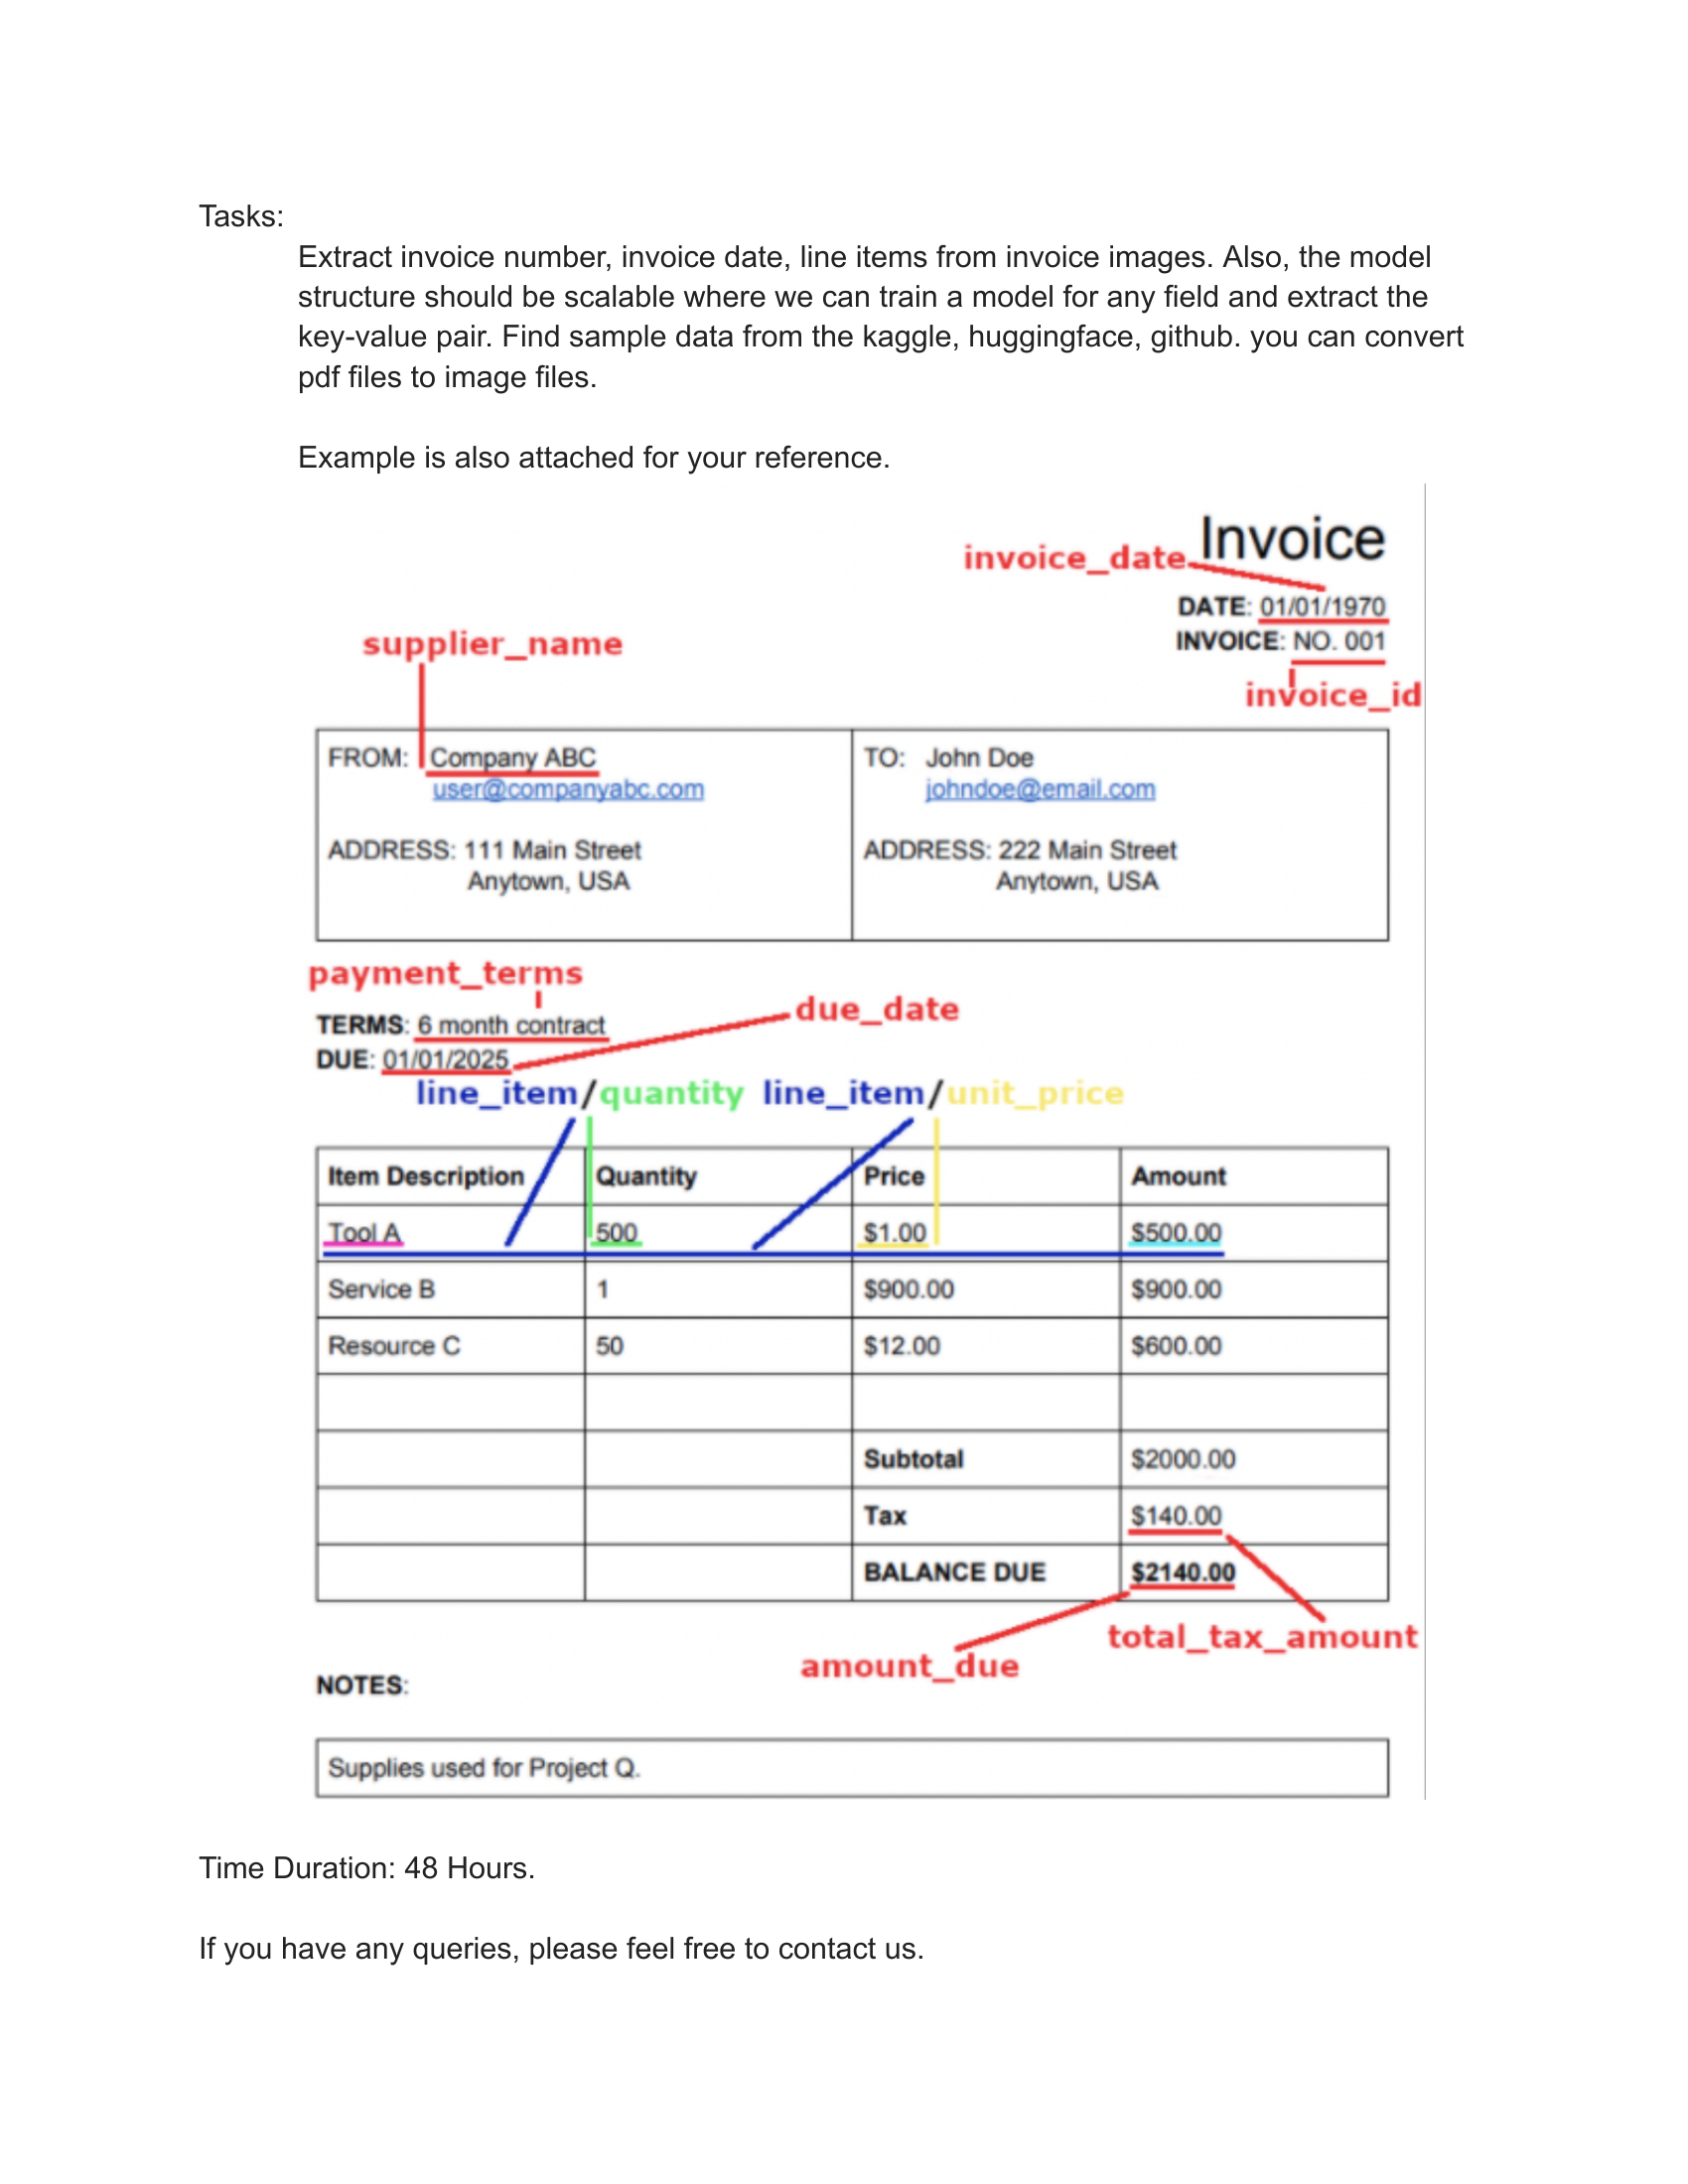 Tasks:
Extract invoice number, invoice date, line items from invoice images. Also, the model
structure should be scalable where we can train a model for any field and extract the
key-value pair. Find sample data from the kaggle, huggingface, github. you can convert
pdf files to image files.
Example is also attached for your reference.
Invoice
invoice_date
DATE: 01/01/1970
supplier_name
INVOICE: NO. 001
invoice_id
FROM: Company ABC
user@companyabc.com
ADDRESS: 111 Main Street
Anytown, USA
TO: John Doe
johndoe@email.com
ADDRESS: 222 Main Street
Anytown, USA
payment_terms
due_date
TERMS: 6 month contract
DUE: 01/01/2025
line_item/quantity line_item/unit_price
Item Description Quantity Price Amount
Tool A 500 $1.00 $500.00
Service B 1 $900.00 $900.00
Resource C 50 $12.00 $600.00
Subtotal $2000.00
Tax $140.00
BALANCE DUE $2140.00
total_tax_amount
amount_due
NOTES:
Supplies used for Project Q.
Time Duration: 48 Hours.
If you have any queries, please feel free to contact us.